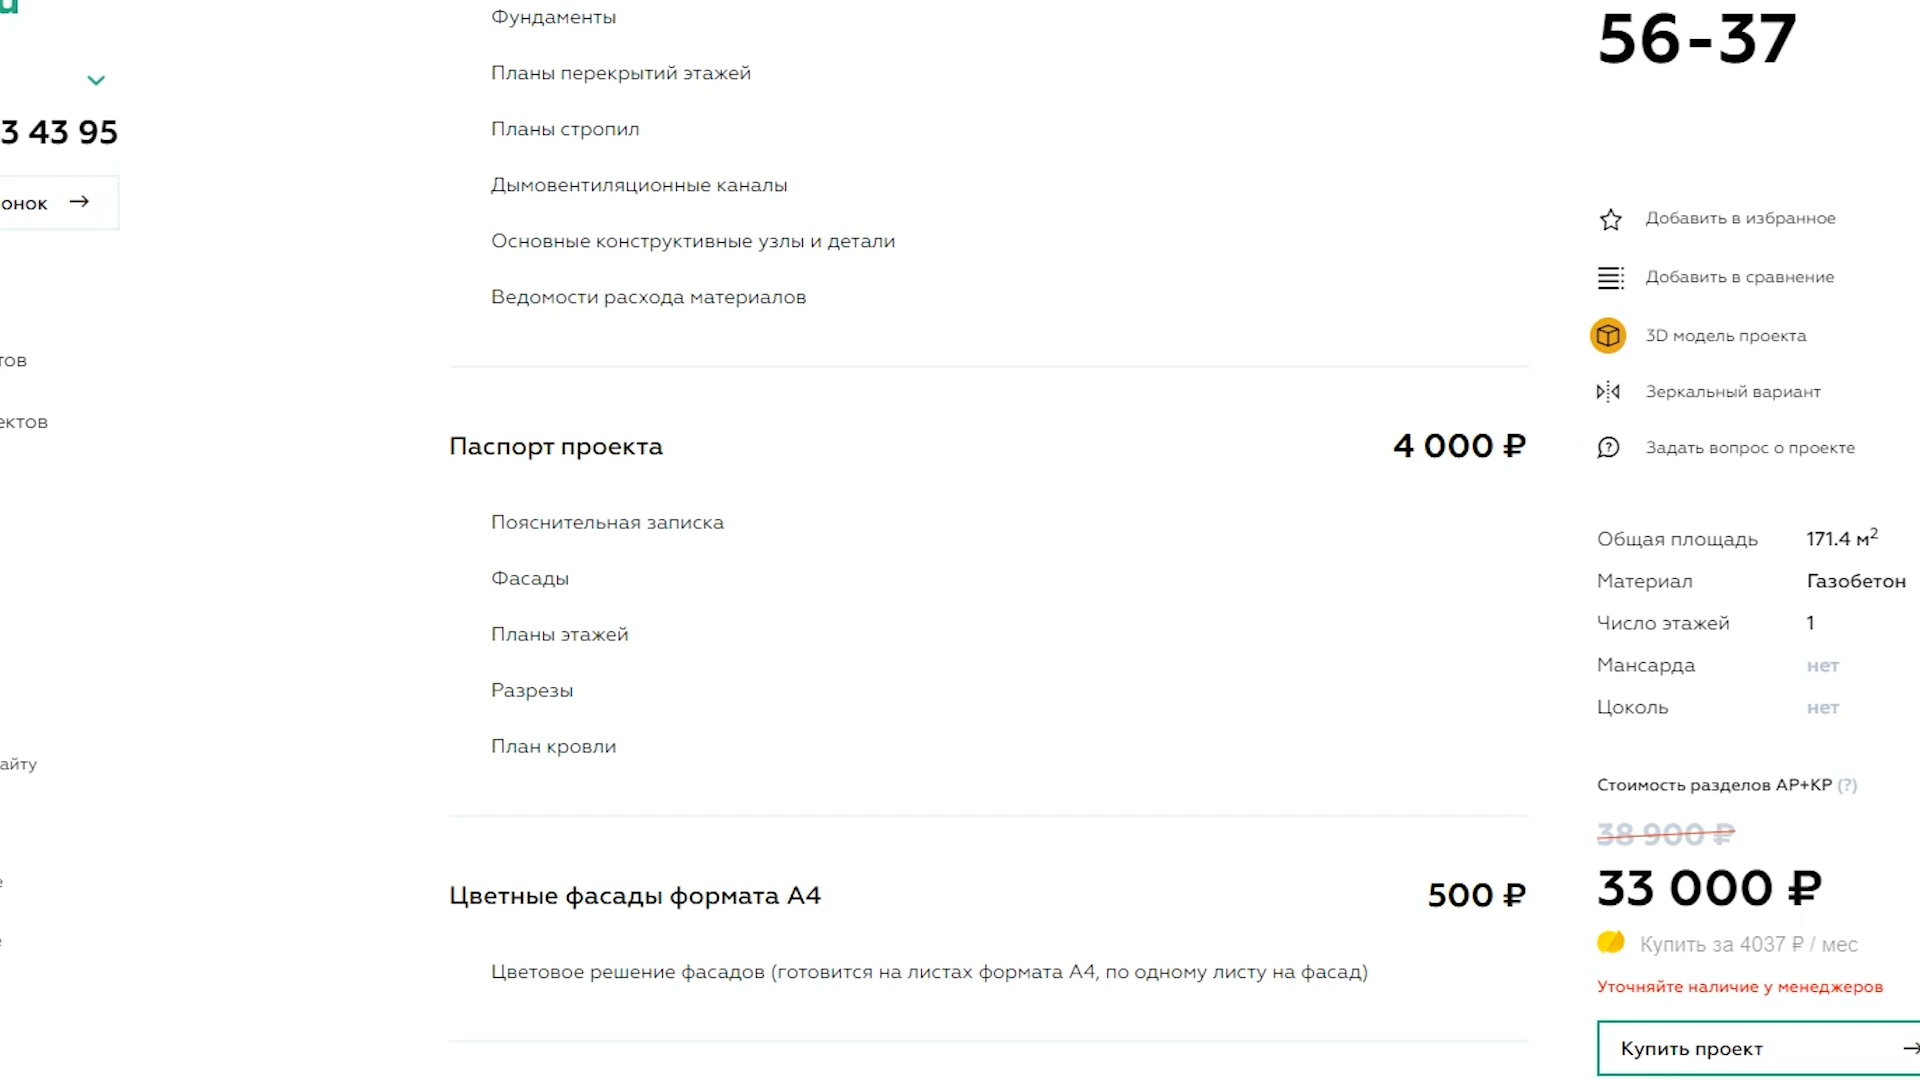 3 43 95
онок →
тов
ектов
айту
е
е
Фундаменты
Планы перекрытий этажей
Планы стропил
Дымовентиляционные каналы
Основные конструктивные узлы и детали
Ведомости расхода материалов
Паспорт проекта 4 000 ₽
Пояснительная записка
Фасады
Планы этажей
Разрезы
План кровли
Цветные фасады формата А4 500 ₽
Цветовое решение фасадов (готовится на листах формата А4, по одному листу на фасад)
56-37
Добавить в избранное
Добавить в сравнение
3D модель проекта
Зеркальный вариант
Задать вопрос о проекте
Общая площадь 171.4 м²
Материал Газобетон
Число этажей 1
Мансарда нет
Цоколь нет
Стоимость разделов АР+КР (?)
38 900 ₽
33 000 ₽
Купить за 4037 ₽ / мес
Уточняйте наличие у менеджеров
Купить проект →